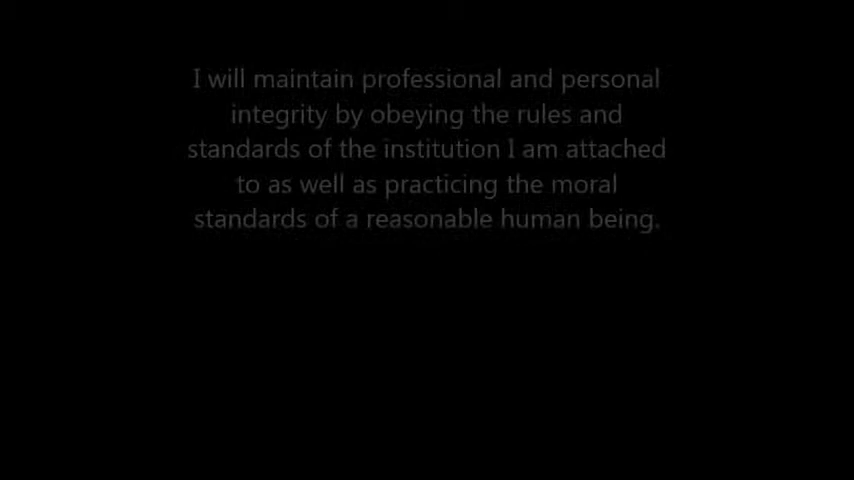 I will maintain professional and personal
integrity by obeying the rules and
standards of the institution I am attached
to as well as practicing the moral
standards of a reasonable human being.